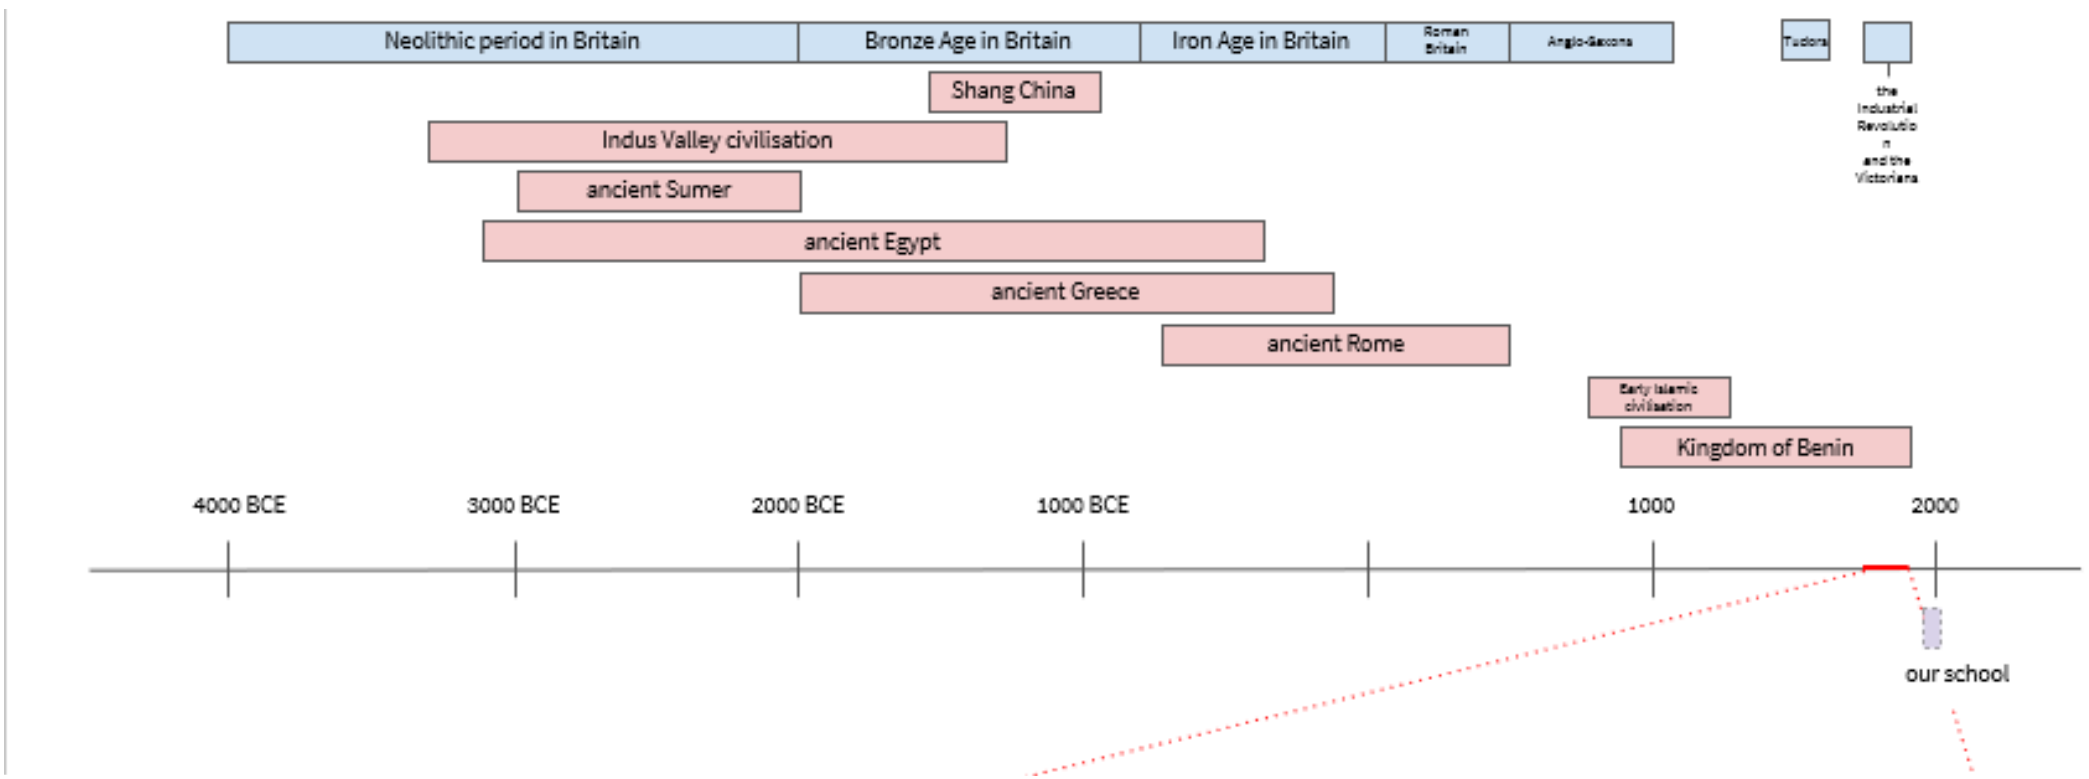 Neolithic period in Britain
Bronze Age in Britain
Iron Age in Britain
Roman
Britain
Anglo-Saxons
Tudors
the
Industrial
Revolutio
n
and the
Victorians
Shang China
Indus Valley civilisation
ancient Sumer
ancient Egypt
ancient Greece
ancient Rome
Early Islamic
civilisation
Kingdom of Benin
4000 BCE
3000 BCE
2000 BCE
1000 BCE
1000
2000
our school